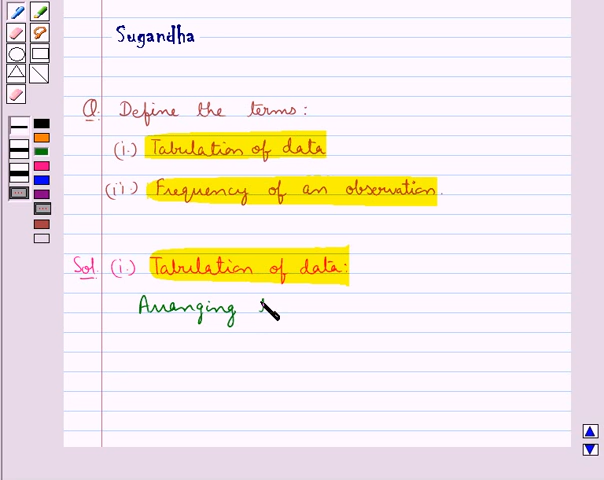 Sugandha
Q. Define the terms:
(i.) Tabulation of data
(ii.) Frequency of an observation.
Sol. (i.) Tabulation of data:
Arranging